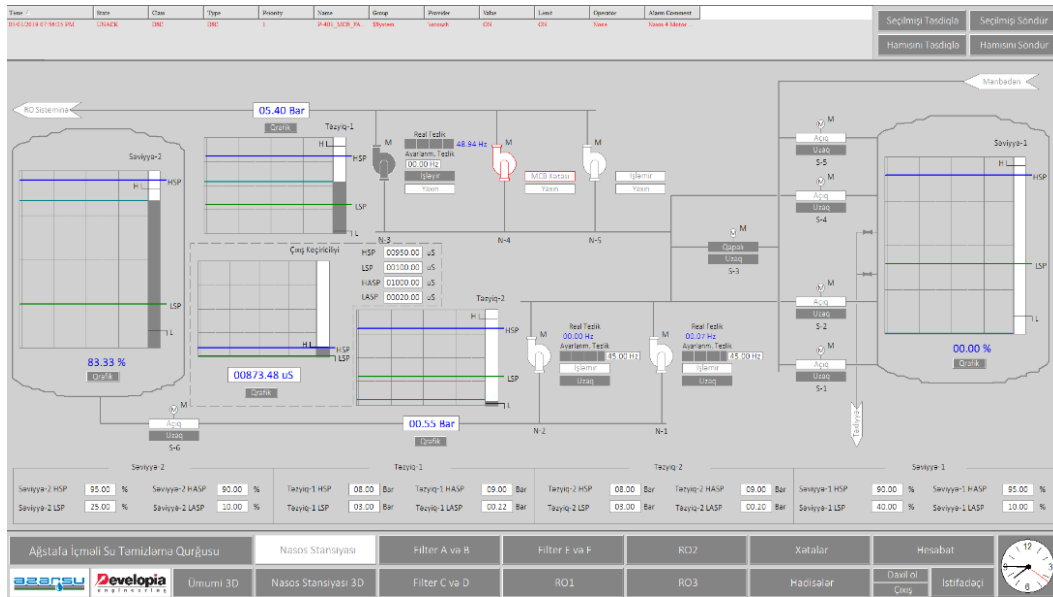 Time / State Class Type Priority Name Group Provider Value Limit Operator Alarm Comment
UNACK DSC DSC 1 ON ON None Nasos 4 Motor
Seçilmişi Təsdiqlə Seçilmişi Söndür
Hamısını Təsdiqlə Hamısını Söndür
Mənbədən
RO Sisteminə
05.40 Bar
Qrafik
Təzyiq-1
H
HSP
LSP
L
Real Tezlik
48.94 Hz
Ayarlanm. Tezlik
00.00 Hz
İşləyir
Yaxın
M
N-3
M
MCB Xətası
Yaxın
N-4
M
İşləmir
Yaxın
N-5
M
Açıq
Uzaq
S-5
M
Açıq
Uzaq
S-4
M
Qapalı
Uzaq
S-3
M
Açıq
Uzaq
S-2
M
Açıq
Uzaq
S-1
Təxliyyə
Səviyyə-1
H
HSP
LSP
L
00.00 %
Qrafik
Səviyyə-2
H
HSP
LSP
L
83.33 %
Qrafik
M
Açıq
Uzaq
S-6
Çıxış Keçiriciliyi
HSP 00950.00 uS
LSP 00100.00 uS
HASP 01000.00 uS
LASP 00020.00 uS
H L
HSP
LSP
00873.48 uS
Qrafik
Təzyiq-2
H
HSP
LSP
L
00.55 Bar
Qrafik
M
Real Tezlik
00.00 Hz
Ayarlanm. Tezlik
45.00 Hz
İşləmir
Uzaq
N-2
M
Real Tezlik
00.07 Hz
Ayarlanm. Tezlik
45.00 Hz
İşləmir
Uzaq
N-1
Səviyyə-2 Təzyiq-1 Təzyiq-2 Səviyyə-1
Səviyyə-2 HSP 95.00 % Səviyyə-2 HASP 90.00 % Təzyiq-1 HSP 08.00 Bar Təzyiq-1 HASP 09.00 Bar Təzyiq-2 HSP 08.00 Bar Təzyiq-2 HASP 09.00 Bar Səviyyə-1 HSP 90.00 % Səviyyə-1 HASP 95.00 %
Səviyyə-2 LSP 25.00 % Səviyyə-2 LASP 10.00 % Təzyiq-1 LSP 03.00 Bar Təzyiq-1 LASP 00.22 Bar Təzyiq-2 LSP 03.00 Bar Təzyiq-2 LASP 00.20 Bar Səviyyə-1 LSP 40.00 % Səviyyə-1 LASP 10.00 %
Ağstafa İçməli Su Təmizləmə Qurğusu Nasos Stansiyası Filter A və B Filter E və F RO2 Xətalar Hesabat
azərsu Developia engineering Ümumi 3D Nasos Stansiyası 3D Filter C və D RO1 RO3 Hadisələr Daxil ol Çıxış İstifadəçi
12
9 3
6